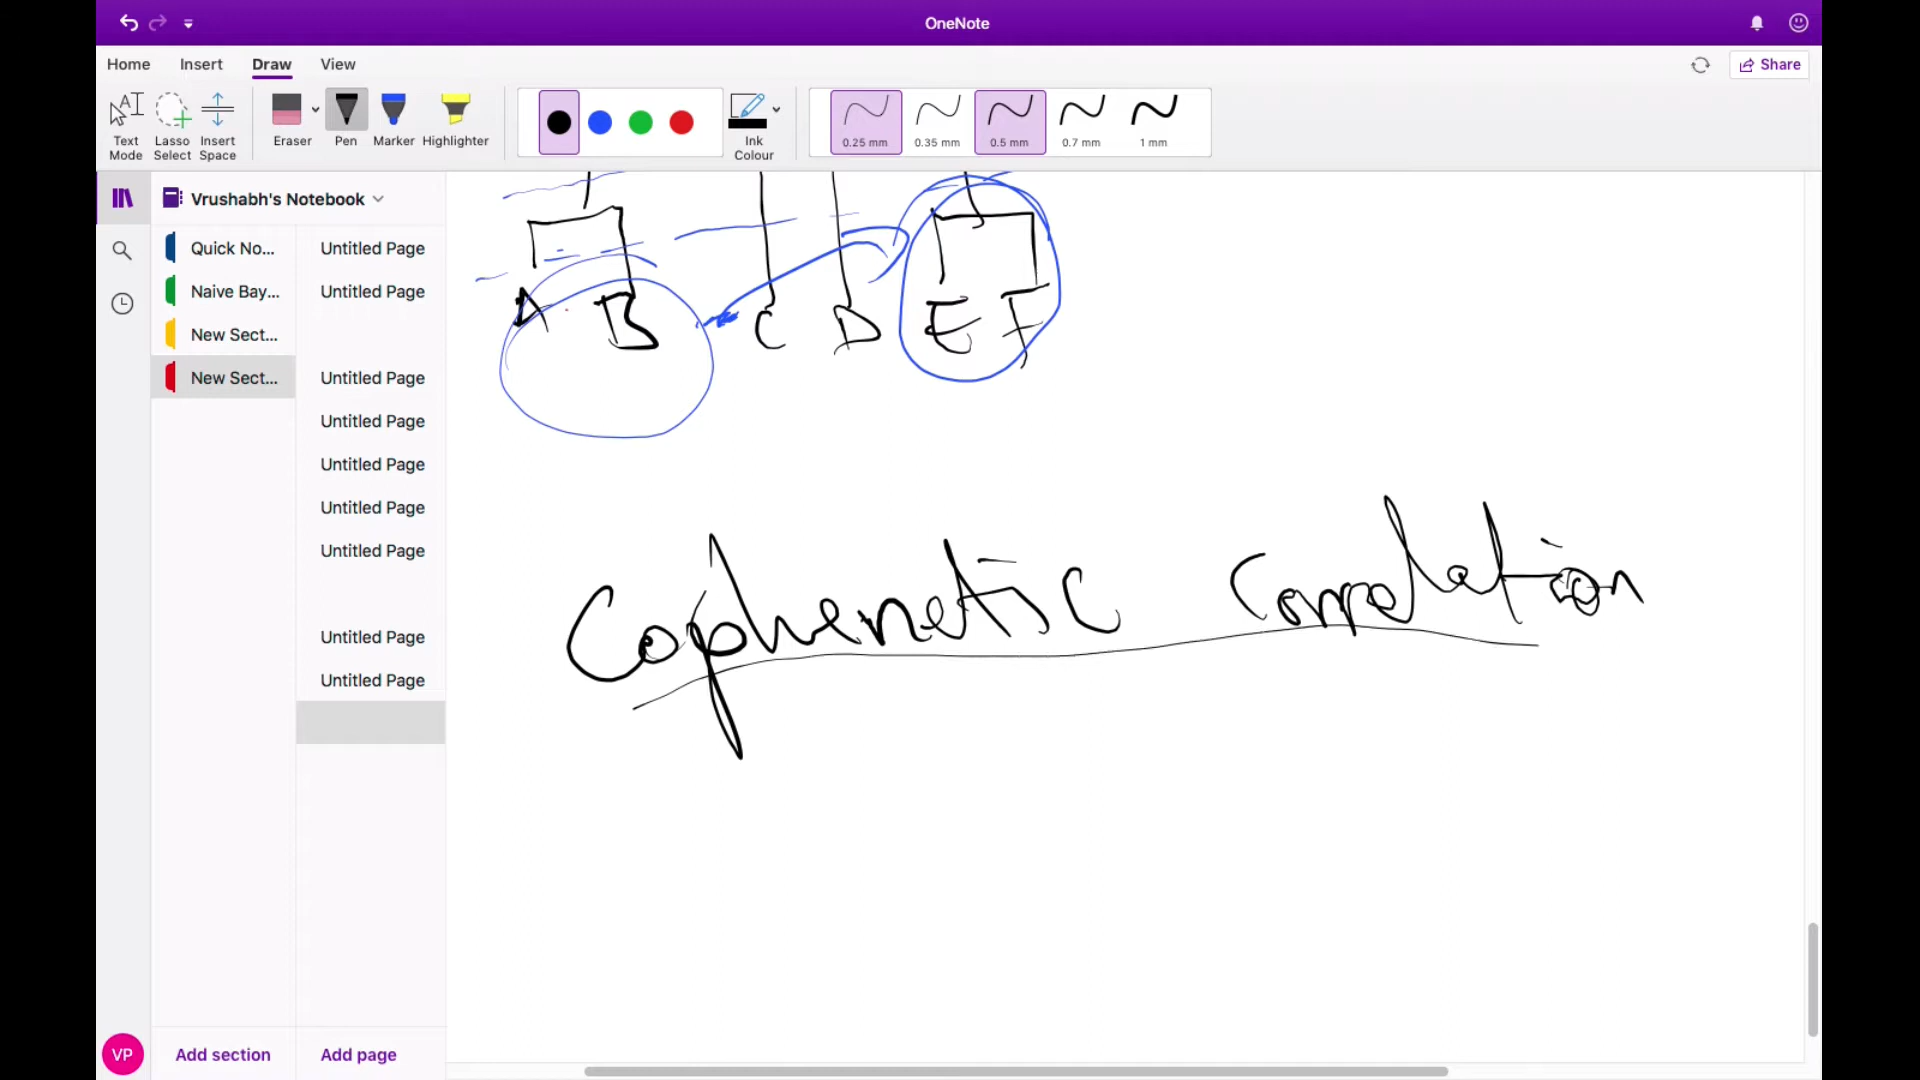 OneNote
Home Insert Draw View
Share
Text Mode
Lasso Select
Insert Space
Eraser
Pen
Marker
Highlighter
Ink Colour
0.25 mm
0.35 mm
0.5 mm
0.7 mm
1 mm
Vrushabh's Notebook
Quick No...
Naive Bay...
New Sect...
New Sect...
Untitled Page
Untitled Page
Untitled Page
Untitled Page
Untitled Page
Untitled Page
Untitled Page
Untitled Page
Untitled Page
A B C D E F
Cophenetic Correlation
VP
Add section
Add page